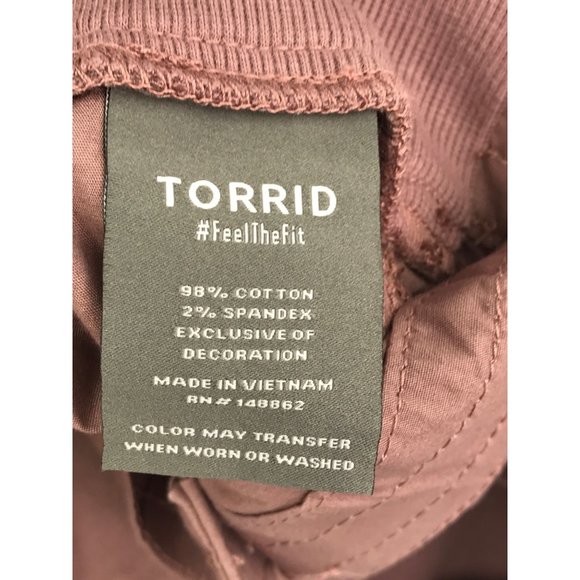 TORRID
#FeelTheFit
98% COTTON
2% SPANDEX
EXCLUSIVE OF
DECORATION
MADE IN VIETNAM
RN# 148862
COLOR MAY TRANSFER
WHEN WORN OR WASHED